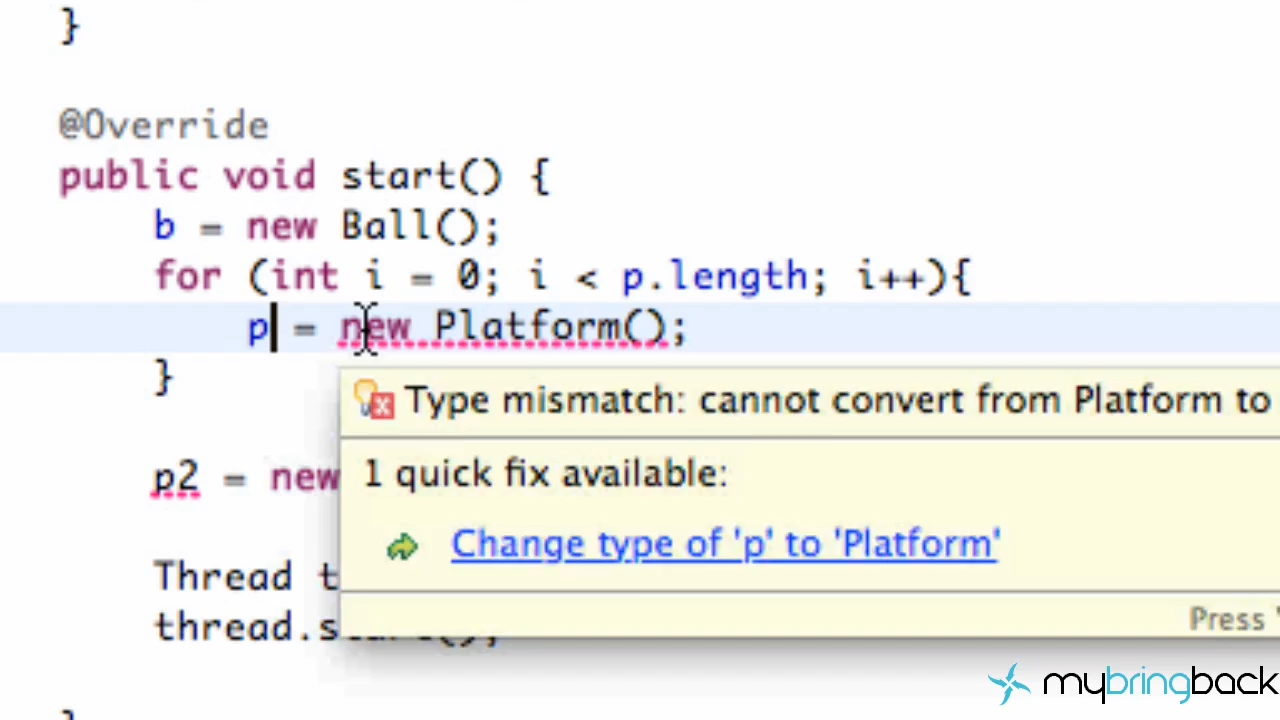 }
@Override
public void start() {
b = new Ball();
for (int i = 0; i < p.length; i++){
p = new Platform();
}
Type mismatch: cannot convert from Platform to
1 quick fix available:
p2 = new
Change type of 'p' to 'Platform'
Thread t
Press
thread.start();
mybringback
}